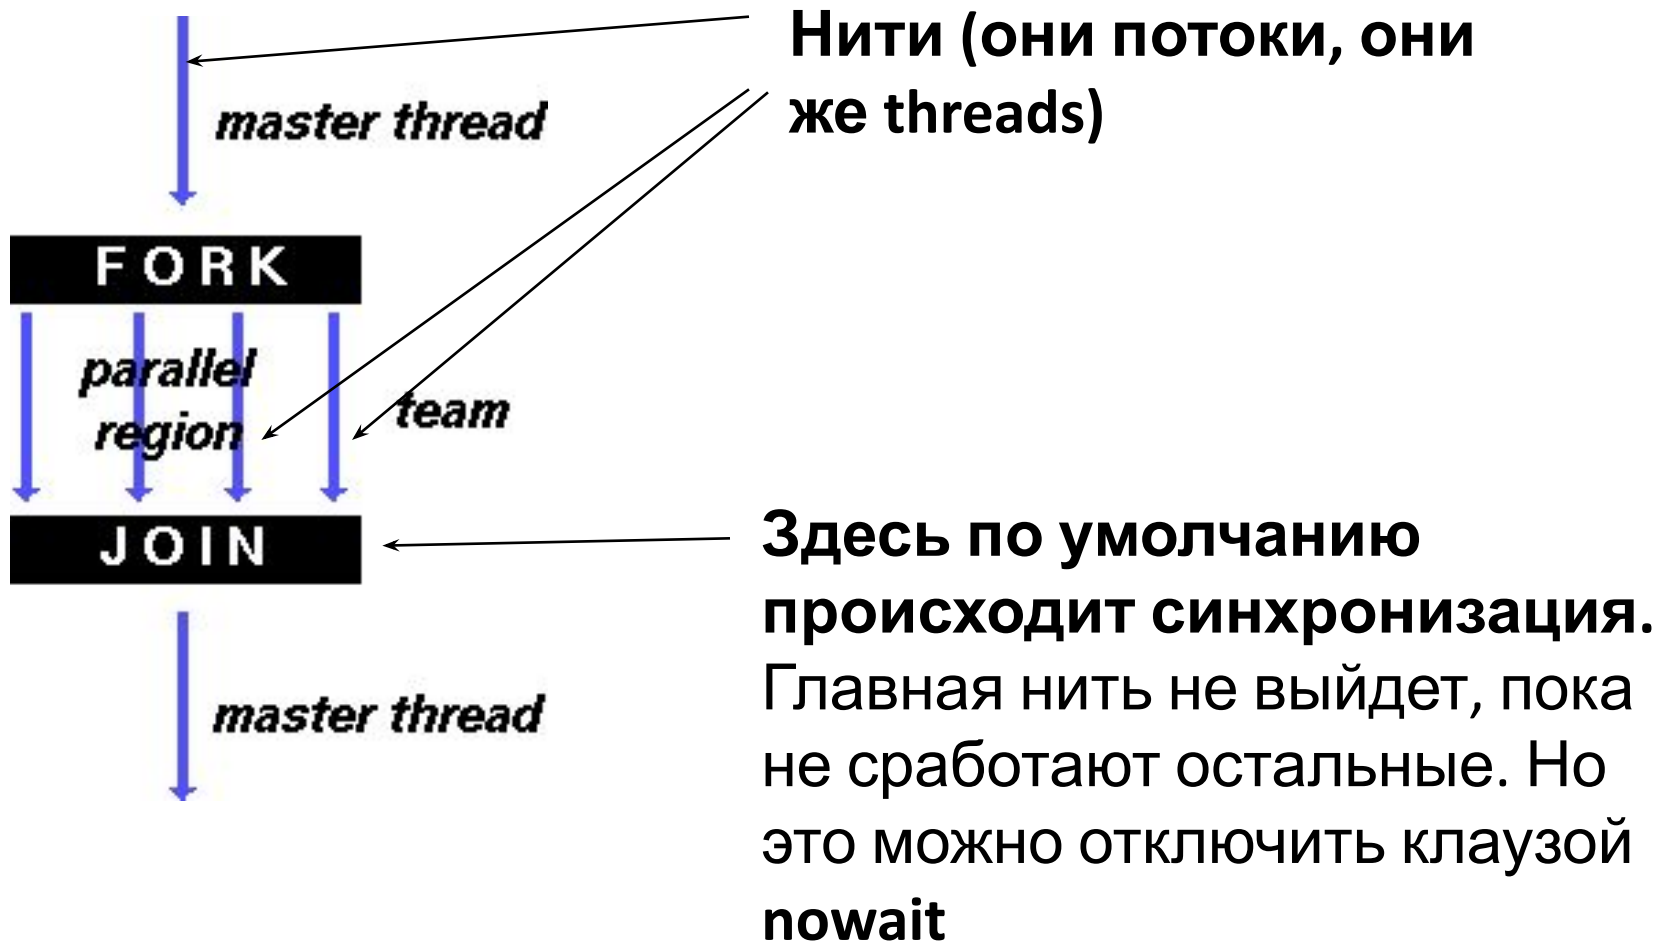 Нити (они потоки, они
же threads)
master thread
FORK
parallel
region
team
JOIN
Здесь по умолчанию
происходит синхронизация.
Главная нить не выйдет, пока
не сработают остальные. Но
это можно отключить клаузой
nowait
master thread